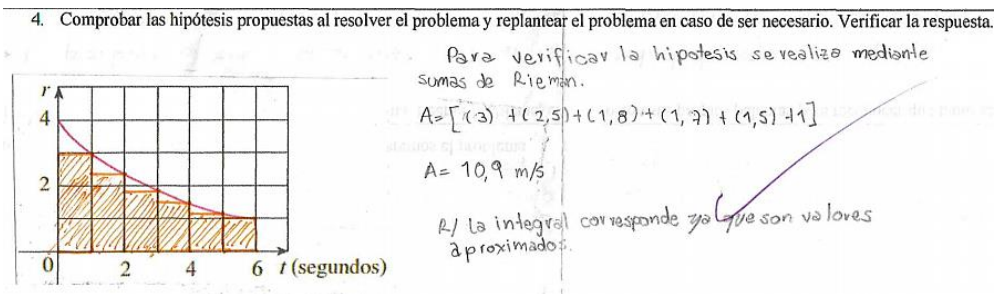 4. Comprobar las hipótesis propuestas al resolver el problema y replantear el problema en caso de ser necesario. Verificar la respuesta.
Para verificar la hipotesis se realizo mediante
sumas de Rieman.
A=[(3) +(2,5)+(1,8)+(1,7)+(1,5)+1]
A= 10,9 m/s
R/ la integral corresponde ya que son valores
aproximados.
r
4
2
0 2 4 6 t (segundos)